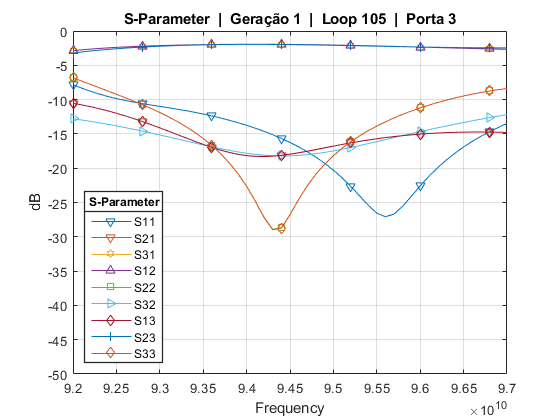 S-Parameter | Geração 1 | Loop 105 | Porta 3
0
-5
-10
-15
-20
-25
-30
-35
-40
-45
-50
dB
S-Parameter
S11
S21
S31
S12
S22
S32
S13
S23
S33
9.2 9.25 9.3 9.35 9.4 9.45 9.5 9.55 9.6 9.65 9.7
Frequency
×10^10